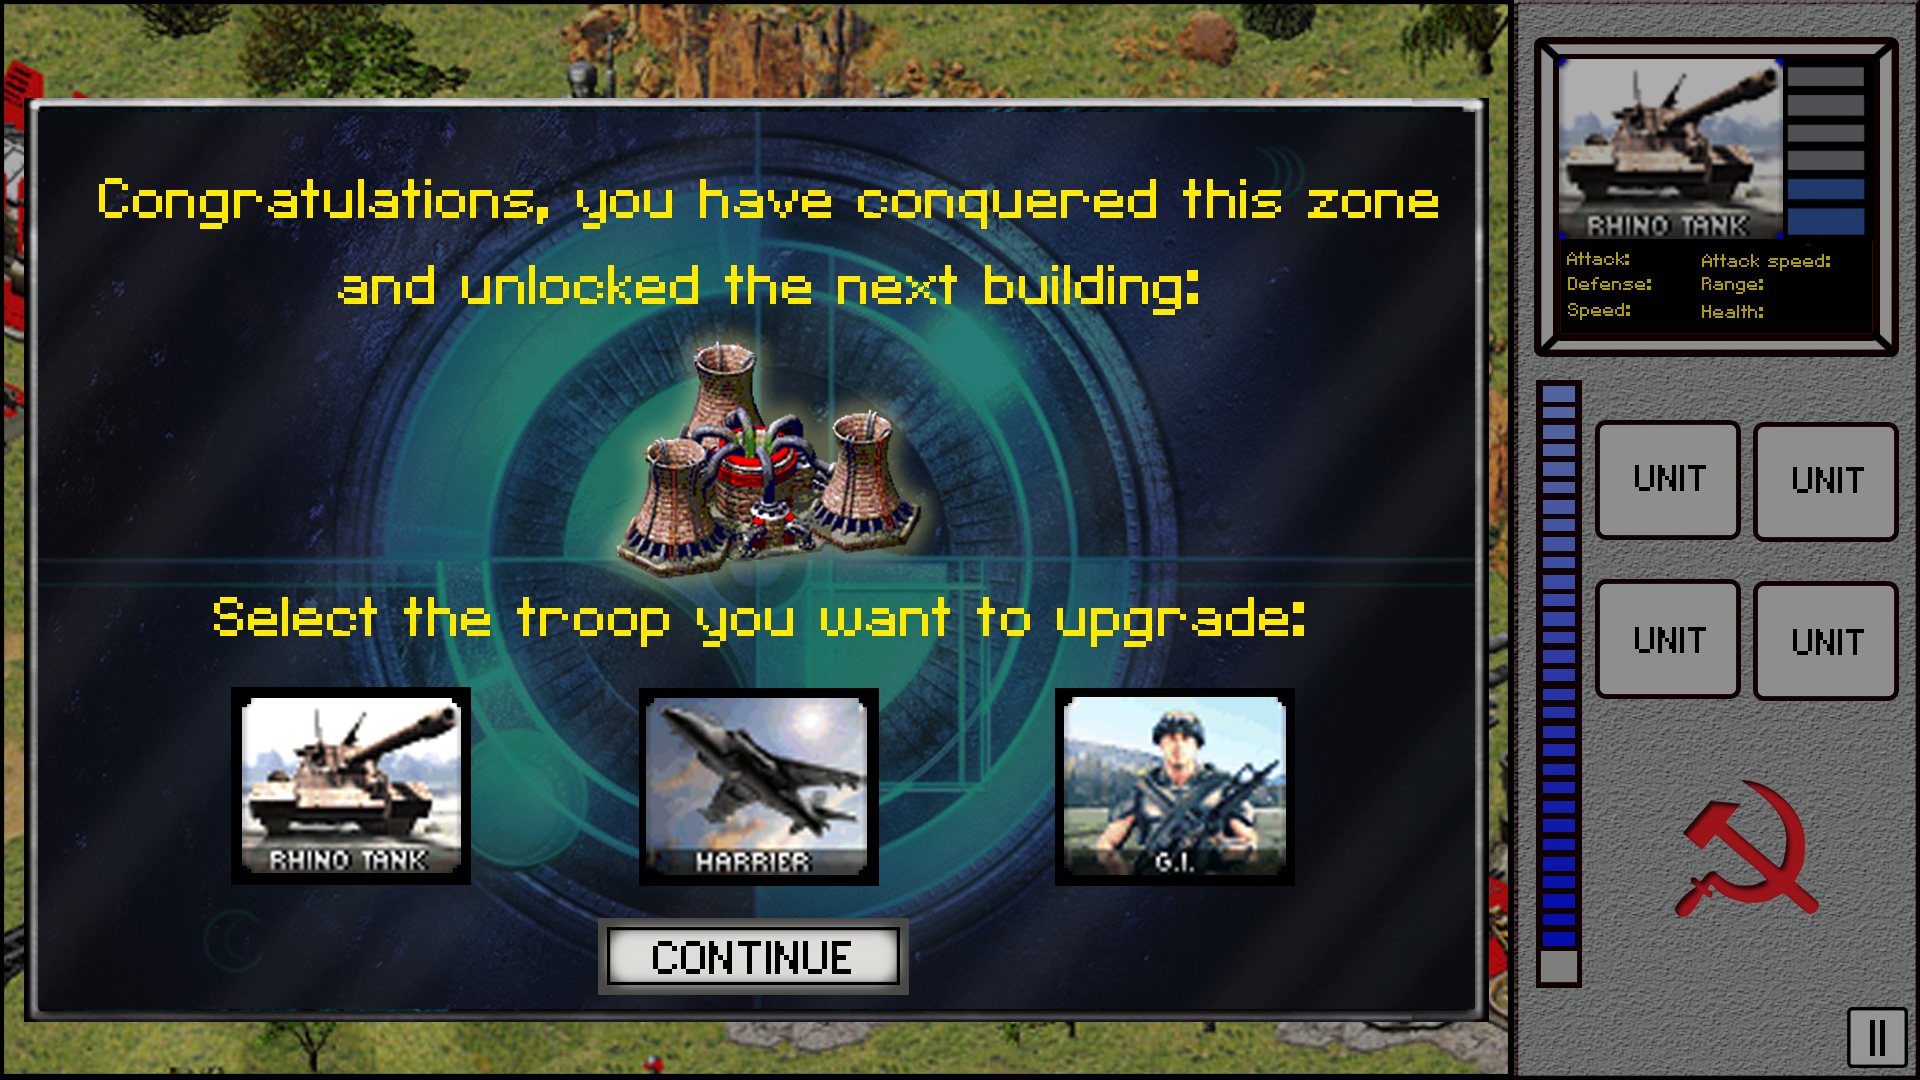 Congratulations, you have conquered this zone
and unlocked the next building:
Select the troop you want to upgrade:
RHINO TANK
HARRIER
G.I.
CONTINUE
RHINO TANK
Attack:
Attack speed:
Defense:
Range:
Speed:
Health:
UNIT
UNIT
UNIT
UNIT